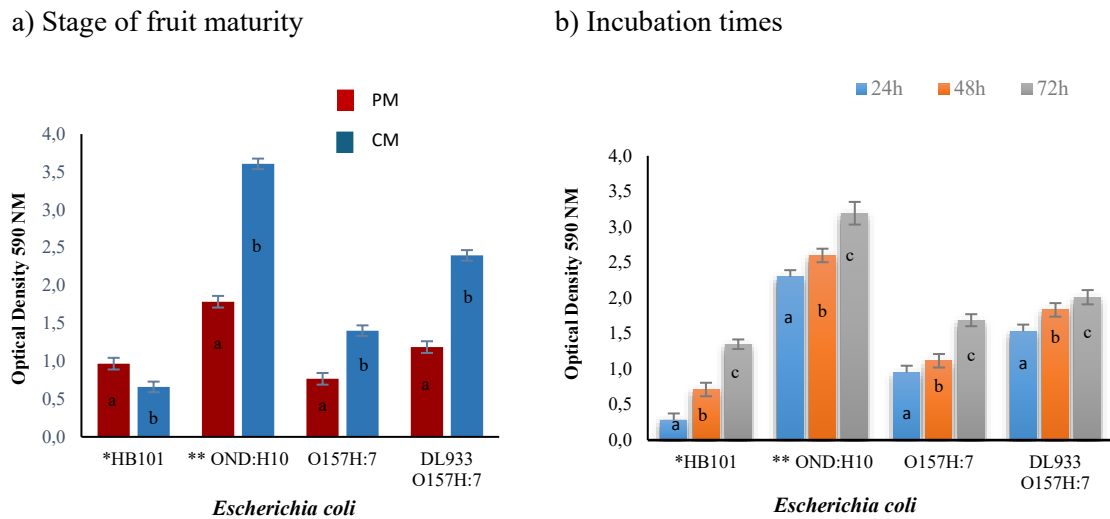 a) Stage of fruit maturity
PM
CM
4,0
3,5
3,0
2,5
2,0
1,5
1,0
0,5
0,0
Optical Density 590 NM
a
b
a
b
a
b
a
b
*HB101
** OND:H10
O157H:7
DL933
O157H:7
Escherichia coli
b) Incubation times
24h
48h
72h
4,0
3,5
3,0
2,5
2,0
1,5
1,0
0,5
0,0
Optical Density 590 NM
a
b
c
a
b
c
a
b
c
a
b
c
*HB101
** OND:H10
O157H:7
DL933
O157H:7
Escherichia coli